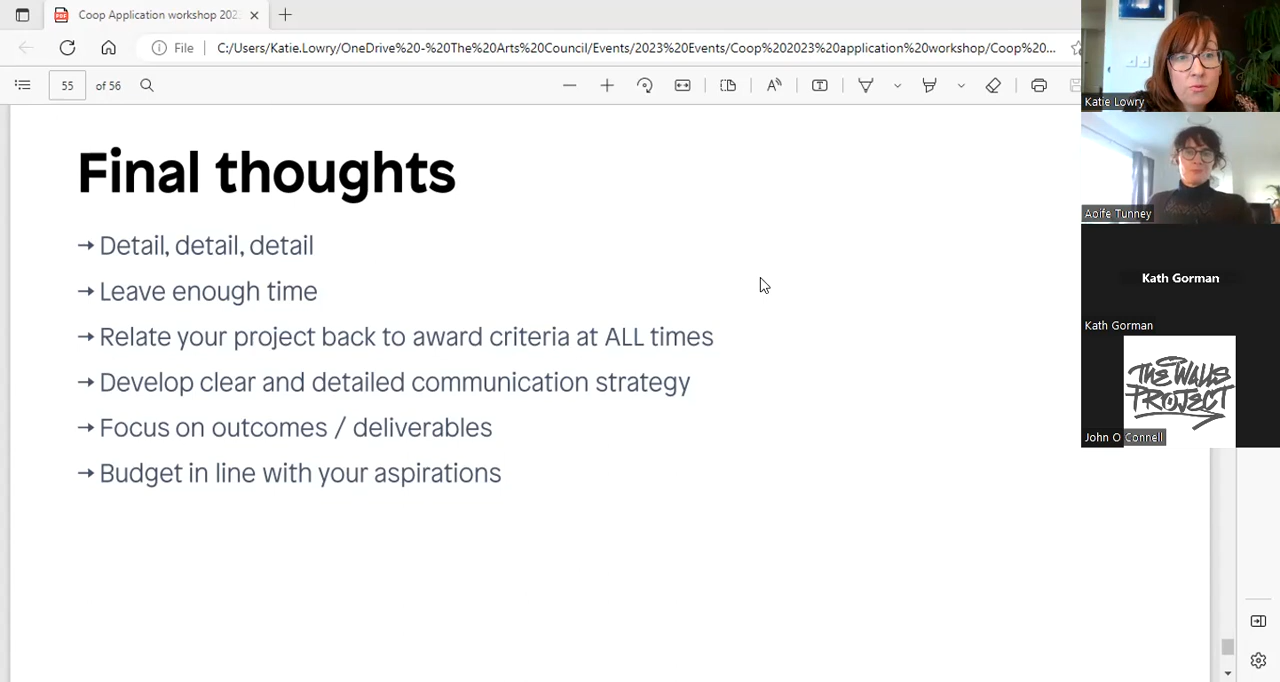 Coop Application workshop 202
File
C:/Users/Katie.Lowry/OneDrive%20-%20The%20Arts%20Council/Events/2023%20Events/Coop%202023%20application%20workshop/Coop%20...
55 of 56
Final thoughts
→ Detail, detail, detail
→ Leave enough time
→ Relate your project back to award criteria at ALL times
→ Develop clear and detailed communication strategy
→ Focus on outcomes / deliverables
→ Budget in line with your aspirations
Katie Lowry
Aoife Tunney
Kath Gorman
Kath Gorman
THE WALLS
PROJECT
John O Connell